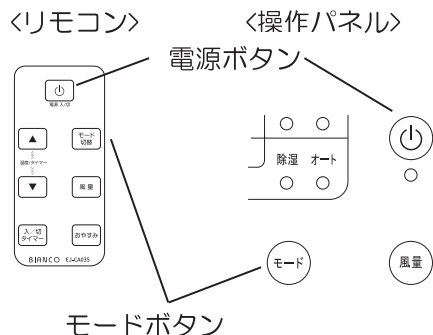 〈リモコン〉
〈操作パネル〉
電源ボタン
電源 入/切
モード
切替
温度/タイマー
風量
入/切
タイマー
おやすみ
BIANCO EJ-CA035
除湿 オート
モード
風量
モードボタン